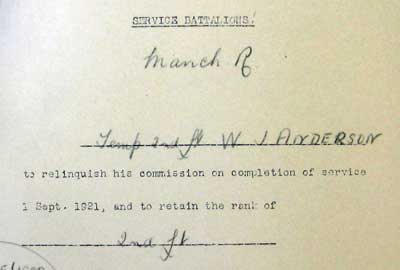 SERVICE BATTALIONS.
Manch R
Temp 2nd Lt W J ANDERSON
to relinquish his commission on completion of service
1 Sept. 1921, and to retain the rank of
2nd Lt